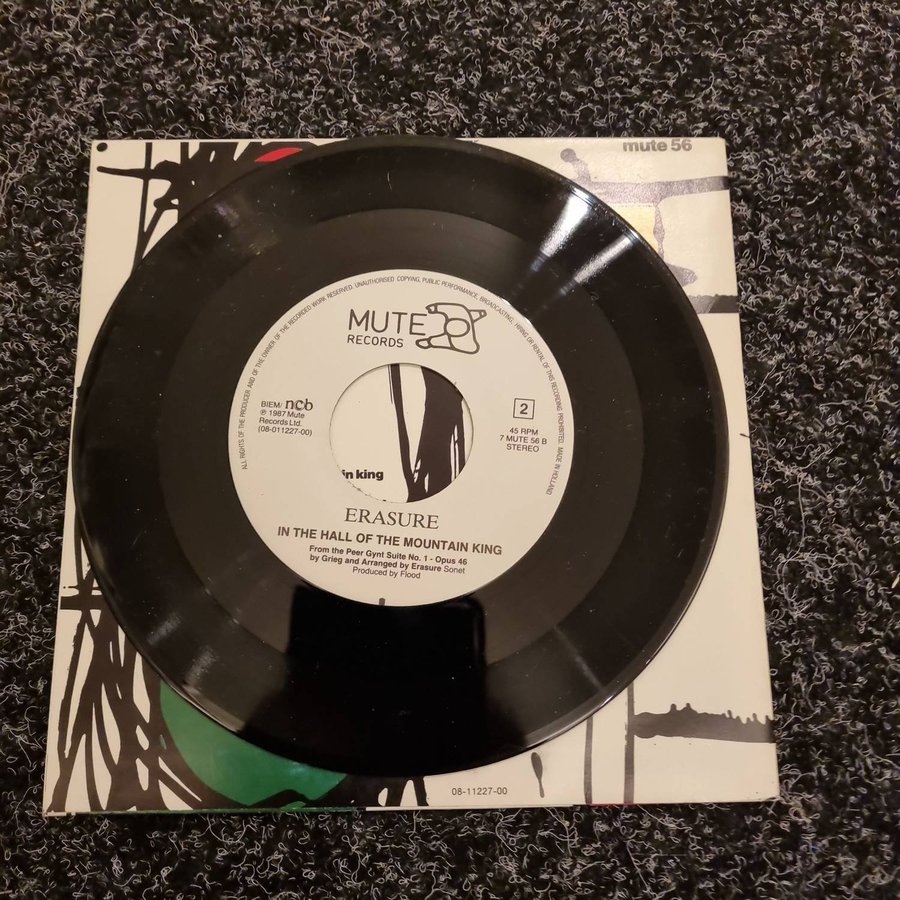 mute 56
ALL RIGHTS OF THE PRODUCER AND OF THE OWNER OF THE RECORDED WORK RESERVED. UNAUTHORISED COPYING, PUBLIC PERFORMANCE, BROADCASTING, HIRING OR RENTAL OF THIS RECORDING PROHIBITED. MADE IN HOLLAND
MUTE
RECORDS
BIEM/ ncb
℗ 1987 Mute
Records Ltd.
(08-011227-00)
2
45 RPM
7 MUTE 56 B
STEREO
in king
ERASURE
IN THE HALL OF THE MOUNTAIN KING
From the Peer Gynt Suite No. 1 - Opus 46
by Grieg and Arranged by Erasure Sonet
Produced by Flood
08-11227-00